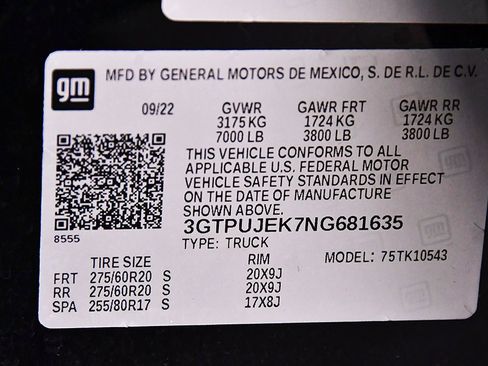 gm MFD BY GENERAL MOTORS DE MEXICO, S. DE R.L. DE C.V.
09/22 GVWR GAWR FRT GAWR RR
3175 KG 1724 KG 1724 KG
7000 LB 3800 LB 3800 LB
THIS VEHICLE CONFORMS TO ALL
APPLICABLE U.S. FEDERAL MOTOR
VEHICLE SAFETY STANDARDS IN EFFECT
ON THE DATE OF MANUFACTURE
SHOWN ABOVE.
8555 3GTPUJEK7NG681635
TYPE: TRUCK
TIRE SIZE RIM MODEL: 75TK10543
FRT 275/60R20 S 20X9J
RR 275/60R20 S 20X9J
SPA 255/80R17 S 17X8J